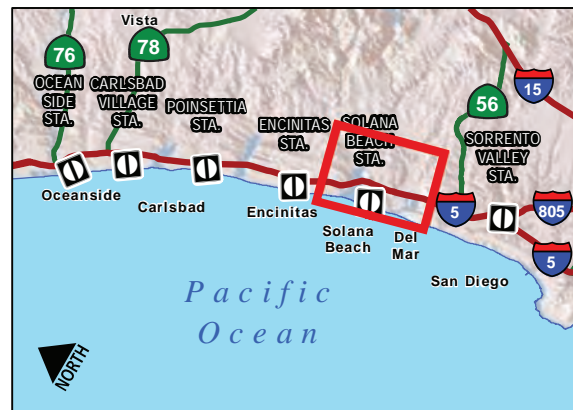 Vista
76
78
OCEAN
SIDE
STA.
CARLSBAD
VILLAGE
STA.
POINSETTIA
STA.
ENCINITAS
STA.
SOLANA
BEACH
STA.
56
15
SORRENTO
VALLEY
STA.
Oceanside
Carlsbad
Encinitas
Solana
Beach
Del
Mar
5
805
5
San Diego
Pacific
Ocean
NORTH